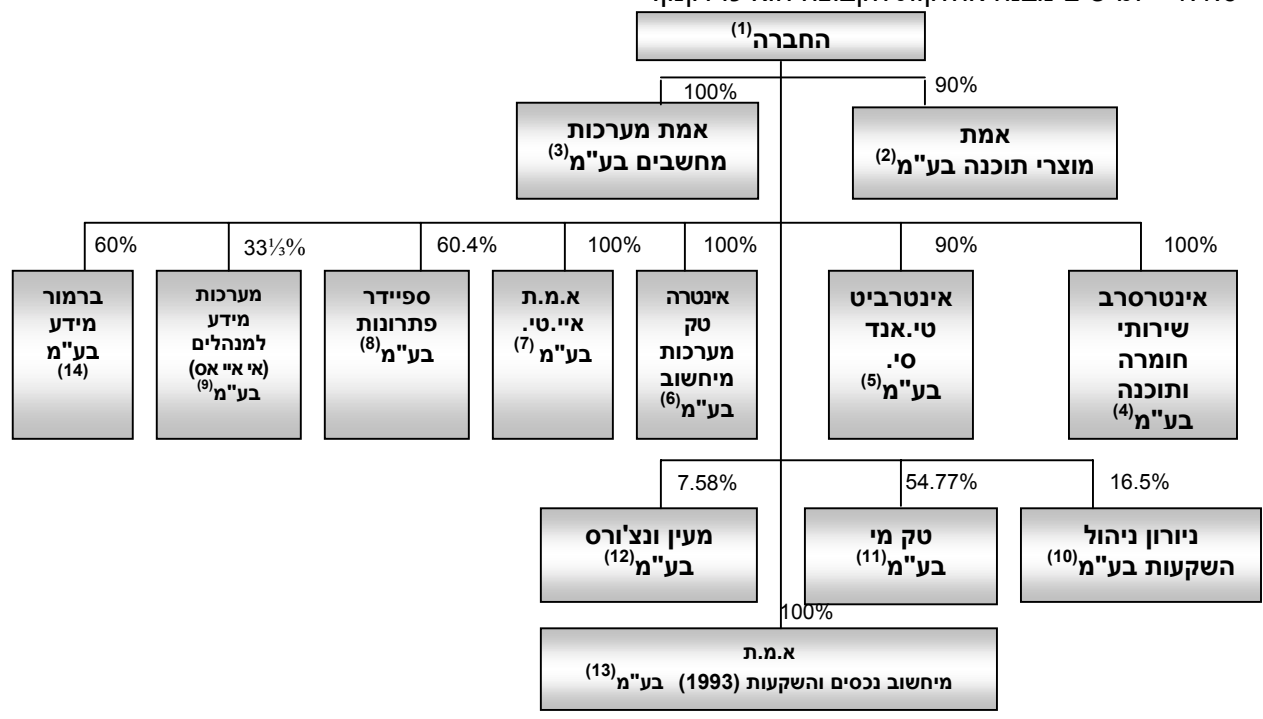 החברה(1)
90%
100%
אמת
מוצרי תוכנה בע"מ(2)
אמת מערכות
מחשבים בע"מ(3)
100%
90%
100%
100%
60.4%
33⅓%
60%
אינטרסרב
שירותי
חומרה
ותוכנה
בע"מ(4)
אינטרביט
טי.אנד
סי.
בע"מ(5)
אינטרה
טק
מערכות
מיחשוב
בע"מ(6)
א.מ.ת
איי.טי.
בע"מ(7)
ספיידר
פתרונות
בע"מ(8)
מערכות
מידע
למנהלים
(אי איי אס)
בע"מ(9)
ברמור
מידע
בע"מ
(14)
16.5%
54.77%
7.58%
ניורון ניהול
השקעות בע"מ(10)
טק מי
בע"מ(11)
מעין ונצ'ורס
בע"מ(12)
100%
א.מ.ת
מיחשוב נכסים והשקעות (1993) בע"מ(13)